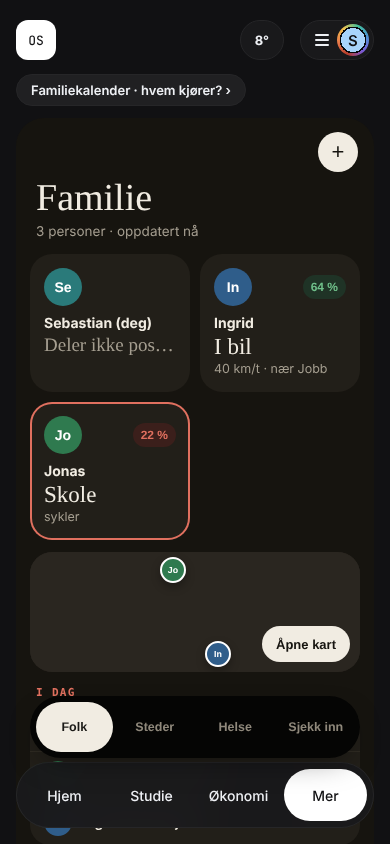 OS
8°
S
Familiekalender · hvem kjører? ›
+
Familie
3 personer · oppdatert nå
Se
Sebastian (deg)
Deler ikke pos…
In
64 %
Ingrid
I bil
40 km/t · nær Jobb
Jo
22 %
Jonas
Skole
sykler
Jo
In
Åpne kart
I DAG
Folk
Steder
Helse
Sjekk inn
Hjem
Studie
Økonomi
Mer